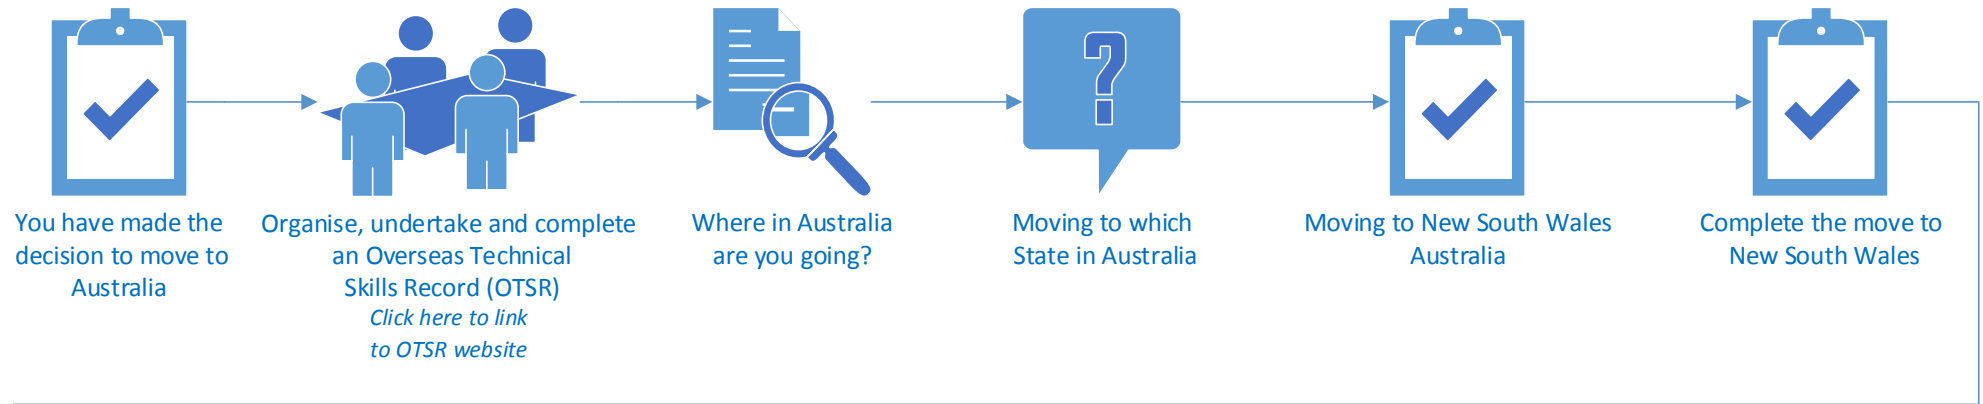 You have made the
decision to move to
Australia
Organise, undertake and complete
an Overseas Technical
Skills Record (OTSR)
Click here to link
to OTSR website
Where in Australia
are you going?
?
Moving to which
State in Australia
Moving to New South Wales
Australia
Complete the move to
New South Wales